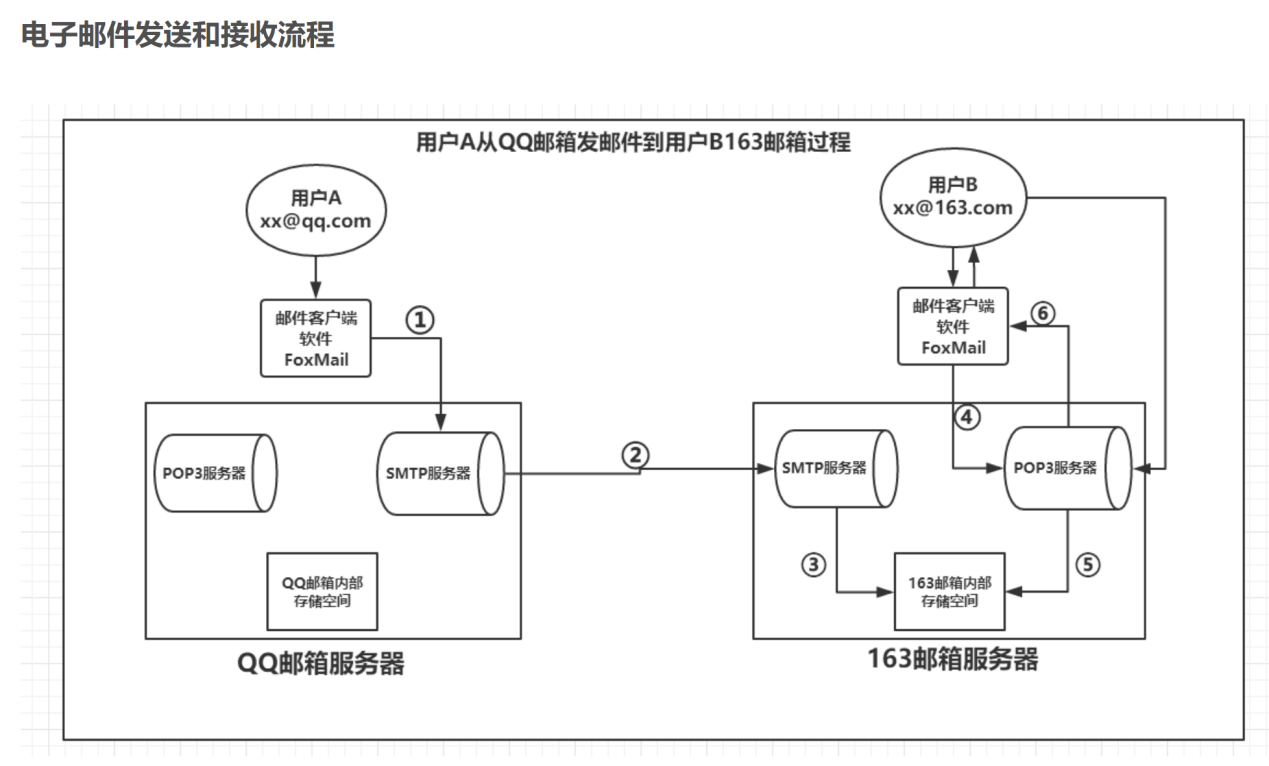 电子邮件发送和接收流程
用户A从QQ邮箱发邮件到用户B163邮箱过程
用户A
xx@qq.com
用户B
xx@163.com
邮件客户端
软件
FoxMail
①
邮件客户端
软件
FoxMail
⑥
④
POP3服务器
SMTP服务器
②
SMTP服务器
POP3服务器
③
⑤
QQ邮箱内部
存储空间
163邮箱内部
存储空间
QQ邮箱服务器
163邮箱服务器